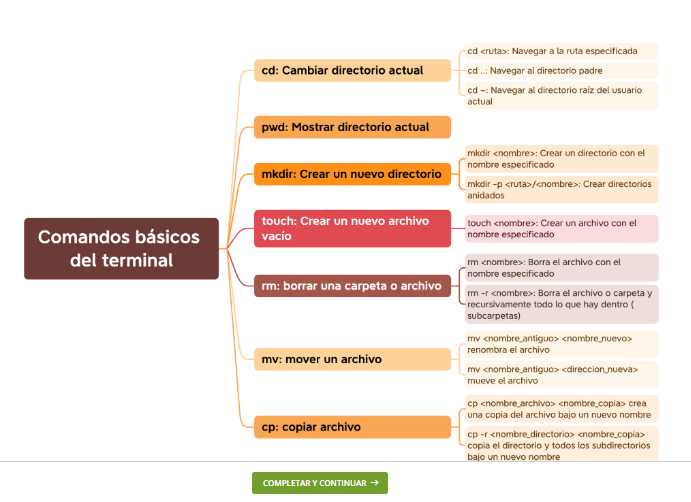 Comandos básicos
del terminal
cd: Cambiar directorio actual
cd <ruta>: Navegar a la ruta especificada
cd ..: Navegar al directorio padre
cd ~: Navegar al directorio raíz del usuario
actual
pwd: Mostrar directorio actual
mkdir: Crear un nuevo directorio
mkdir <nombre>: Crear un directorio con el
nombre especificado
mkdir -p <ruta>/<nombre>: Crear directorios
anidados
touch: Crear un nuevo archivo
vacío
touch <nombre>: Crear un archivo con el
nombre especificado
rm: borrar una carpeta o archivo
rm <nombre>: Borra el archivo con el
nombre especificado
rm -r <nombre>: Borra el archivo o carpeta y
recursivamente todo lo que hay dentro (
subcarpetas)
mv: mover un archivo
mv <nombre_antiguo> <nombre_nuevo>
renombra el archivo
mv <nombre_antiguo> <direccion_nueva>
mueve el archivo
cp: copiar archivo
cp <nombre_archivo> <nombre_copia> crea
una copia del archivo bajo un nuevo nombre
cp -r <nombre_directorio> <nombre_copia>
copia el directorio y todos los subdirectorios
bajo un nuevo nombre
COMPLETAR Y CONTINUAR →